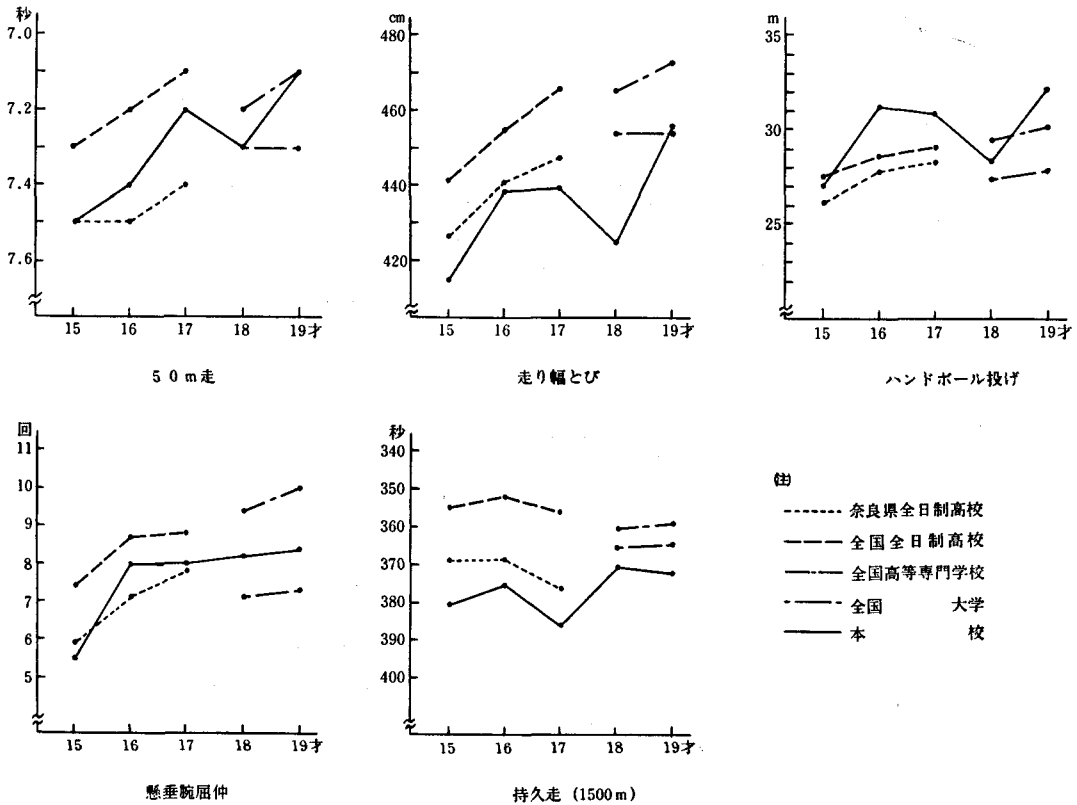 秒
7.0
7.2
7.4
7.6
15 16 17 18 19才
50m走
cm
480
460
440
420
15 16 17 18 19才
走り幅とび
m
35
30
25
15 16 17 18 19才
ハンドボール投げ
回
11
10
9
8
7
6
5
15 16 17 18 19才
懸垂腕屈伸
秒
340
350
360
370
380
390
400
15 16 17 18 19才
持久走 (1500m)
(注)
奈良県全日制高校
全国全日制高校
全国高等専門学校
全国 大学
本 校